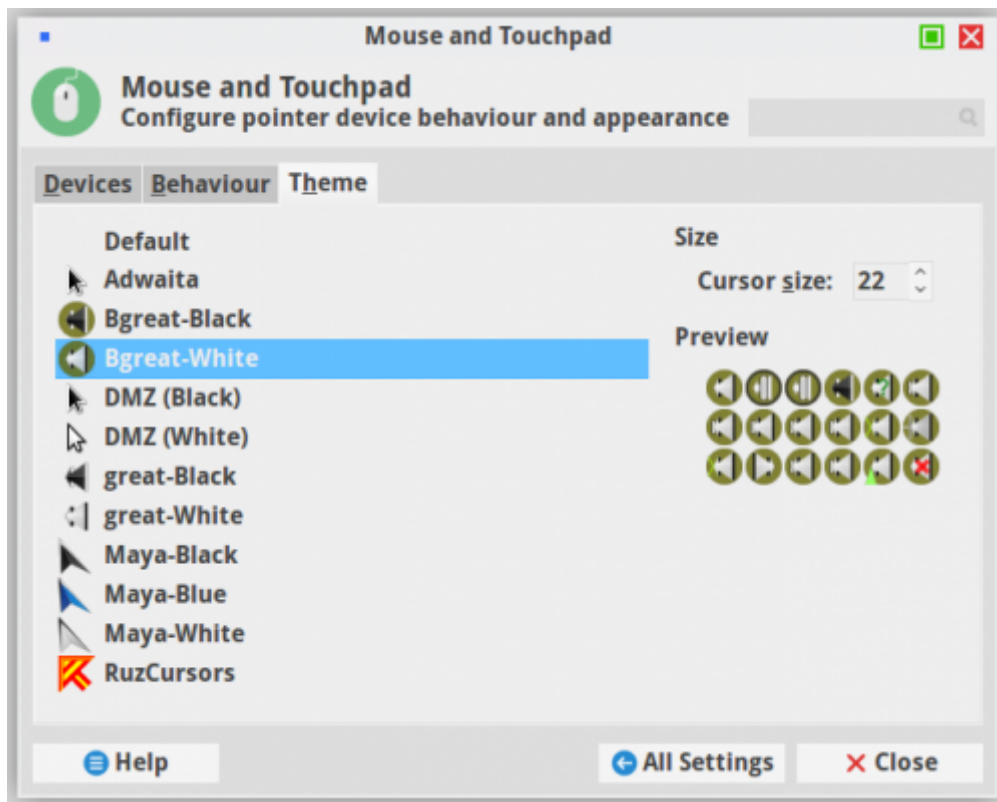 Mouse and Touchpad
Mouse and Touchpad
Configure pointer device behaviour and appearance
Devices Behaviour Theme
Default
Adwaita
Bgreat-Black
Bgreat-White
DMZ (Black)
DMZ (White)
great-Black
great-White
Maya-Black
Maya-Blue
Maya-White
RuzCursors
Size
Cursor size: 22
Preview
?
Help
All Settings
Close